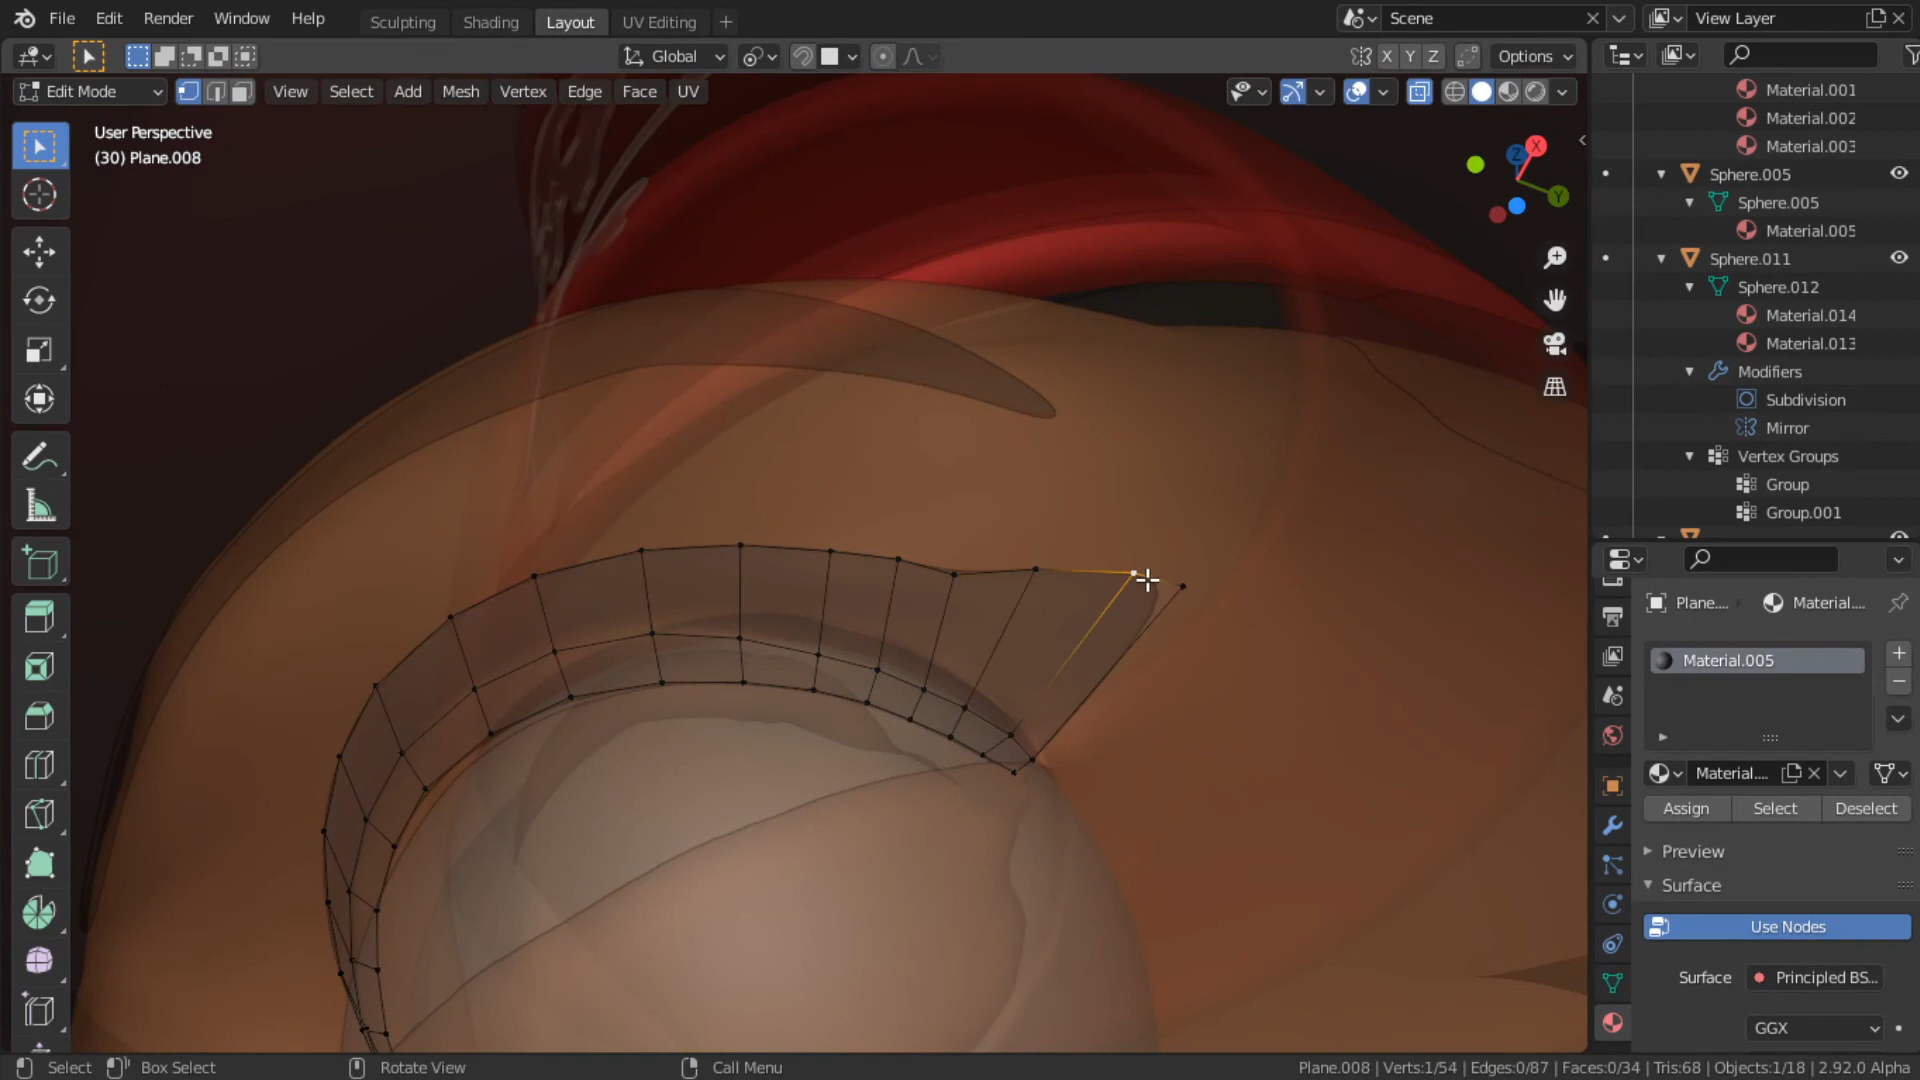 File Edit Render Window Help Sculpting Shading Layout UV Editing + Scene View Layer
Global X Y Z Options
Edit Mode View Select Add Mesh Vertex Edge Face UV
User Perspective
(30) Plane.008
X
Z
Y
Material.001
Material.002
Material.003
Sphere.005
Sphere.005
Material.005
Sphere.011
Sphere.012
Material.014
Material.013
Modifiers
Subdivision
Mirror
Vertex Groups
Group
Group.001
Plane.... Material....
Material.005
Material....
Assign Select Deselect
Preview
Surface
Use Nodes
Surface Principled BS...
GGX
Select Box Select Rotate View Call Menu Plane.008 | Verts:1/54 | Edges:0/87 | Faces:0/34 | Tris:68 | Objects:1/18 | 2.92.0 Alpha